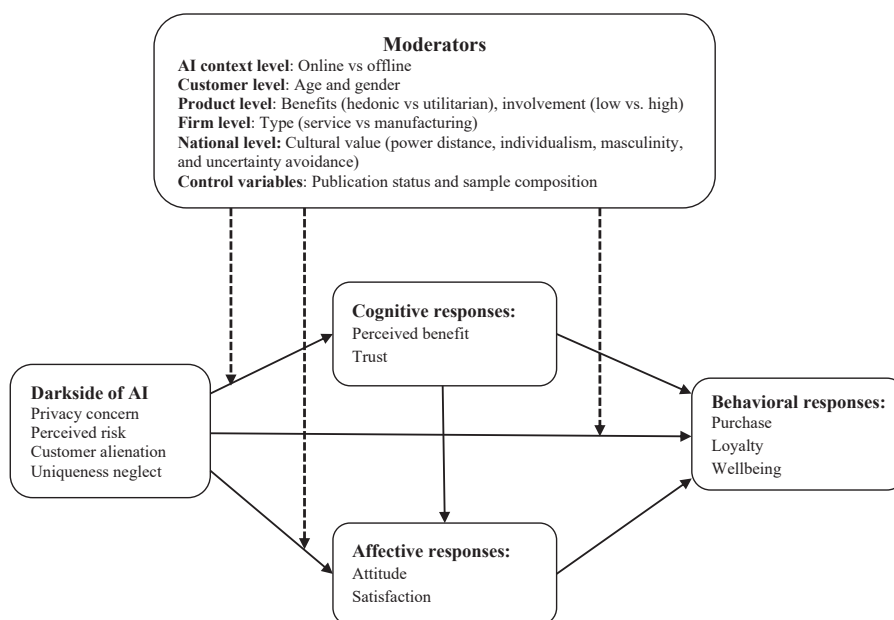 Moderators
AI context level: Online vs offline
Customer level: Age and gender
Product level: Benefits (hedonic vs utilitarian), involvement (low vs. high)
Firm level: Type (service vs manufacturing)
National level: Cultural value (power distance, individualism, masculinity,
and uncertainty avoidance)
Control variables: Publication status and sample composition
Cognitive responses:
Perceived benefit
Trust
Darkside of AI
Privacy concern
Perceived risk
Customer alienation
Uniqueness neglect
Behavioral responses:
Purchase
Loyalty
Wellbeing
Affective responses:
Attitude
Satisfaction